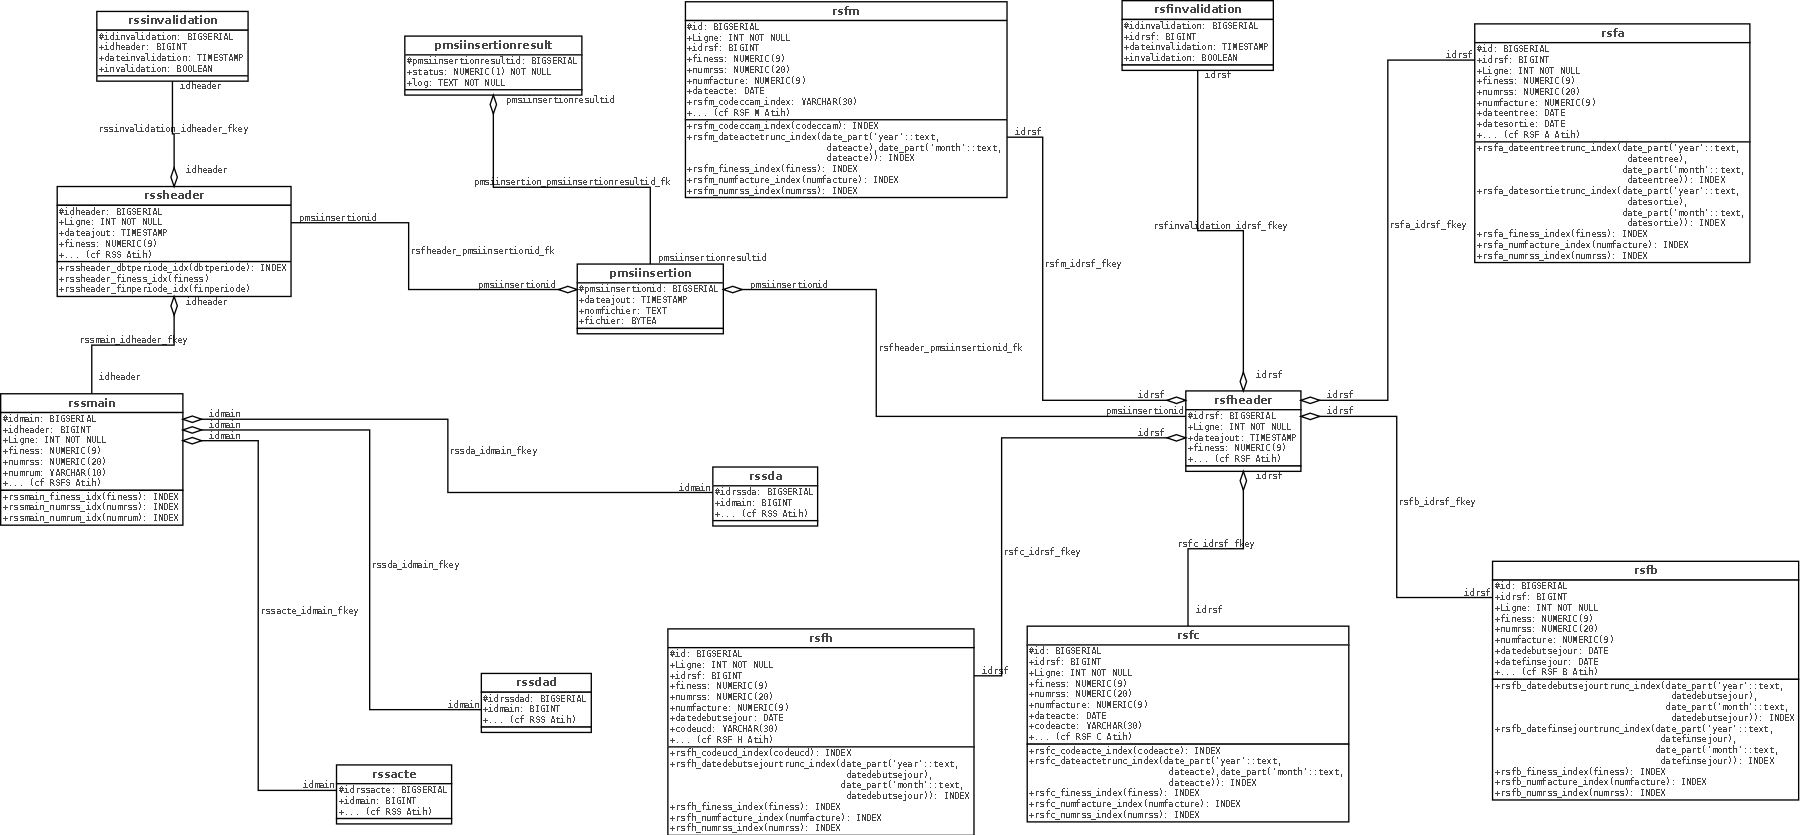 rssinvalidation
#idinvalidation: BIGSERIAL
+idheader: BIGINT
+dateinvalidation: TIMESTAMP
+invalidation: BOOLEAN
idheader
rssinvalidation_idheader_fkey
idheader
rssheader
#idheader: BIGSERIAL
+Ligne: INT NOT NULL
+dateajout: TIMESTAMP
+finess: NUMERIC(9)
+... (cf RSS Atih)
+rssheader_dbtperiode_idx(dbtperiode): INDEX
+rssheader_finess_idx(finess)
+rssheader_finperiode_idx(finperiode)
idheader
rssmain_idheader_fkey
idheader
rssmain
#idmain: BIGSERIAL
+idheader: BIGINT
+Ligne: INT NOT NULL
+finess: NUMERIC(9)
+numrss: NUMERIC(20)
+numrum: VARCHAR(10)
+... (cf RSFS Atih)
+rssmain_finess_idx(finess): INDEX
+rssmain_numrss_idx(numrss): INDEX
+rssmain_numrum_idx(numrum): INDEX
idmain
idmain
idmain
pmsiinsertionresult
#pmsiinsertionresultid: BIGSERIAL
+status: NUMERIC(1) NOT NULL
+log: TEXT NOT NULL
pmsiinsertionresultid
pmsiinsertion_pmsiinsertionresultid_fk
pmsiinsertionresultid
pmsiinsertionid
rsfheader_pmsiinsertionid_fk
pmsiinsertionid
pmsiinsertion
#pmsiinsertionid: BIGSERIAL
+dateajout: TIMESTAMP
+nomfichier: TEXT
+fichier: BYTEA
pmsiinsertionid
rsfheader_pmsiinsertionid_fk
pmsiinsertionid
rssda_idmain_fkey
idmain
rssda
#idrssda: BIGSERIAL
+idmain: BIGINT
+... (cf RSS Atih)
rssda_idmain_fkey
idmain
rssdad
#idrssdad: BIGSERIAL
+idmain: BIGINT
+... (cf RSS Atih)
rssacte_idmain_fkey
idmain
rssacte
#idrssacte: BIGSERIAL
+idmain: BIGINT
+... (cf RSS Atih)
rsfm
#id: BIGSERIAL
+Ligne: INT NOT NULL
+idrsf: BIGINT
+finess: NUMERIC(9)
+numrss: NUMERIC(20)
+numfacture: NUMERIC(9)
+dateacte: DATE
+rsfm_codeccam_index: VARCHAR(30)
+... (cf RSF M Atih)
+rsfm_codeccam_index(codeccam): INDEX
+rsfm_dateactetrunc_index(date_part('year'::text,
dateacte),date_part('month'::text,
dateacte)): INDEX
+rsfm_finess_index(finess): INDEX
+rsfm_numfacture_index(numfacture): INDEX
+rsfm_numrss_index(numrss): INDEX
idrsf
rsfm_idrsf_fkey
idrsf
rsfinvalidation
#idinvalidation: BIGSERIAL
+idrsf: BIGINT
+dateinvalidation: TIMESTAMP
+invalidation: BOOLEAN
idrsf
rsfinvalidation_idrsf_fkey
idrsf
rsfheader
#idrsf: BIGSERIAL
+Ligne: INT NOT NULL
+dateajout: TIMESTAMP
+finess: NUMERIC(9)
+... (cf RSF Atih)
rsfa
#id: BIGSERIAL
+idrsf: BIGINT
+Ligne: INT NOT NULL
+finess: NUMERIC(9)
+numrss: NUMERIC(20)
+numfacture: NUMERIC(9)
+dateentree: DATE
+datesortie: DATE
+... (cf RSF A Atih)
+rsfa_dateentreetrunc_index(date_part('year'::text,
dateentree),
date_part('month'::text,
dateentree)): INDEX
+rsfa_datesortietrunc_index(date_part('year'::text,
datesortie),
date_part('month'::text,
datesortie)): INDEX
+rsfa_finess_index(finess): INDEX
+rsfa_numfacture_index(numfacture): INDEX
+rsfa_numrss_index(numrss): INDEX
idrsf
rsfa_idrsf_fkey
idrsf
idrsf
rsfb_idrsf_fkey
idrsf
rsfb
#id: BIGSERIAL
+idrsf: BIGINT
+Ligne: INT NOT NULL
+finess: NUMERIC(9)
+numrss: NUMERIC(20)
+numfacture: NUMERIC(9)
+datedebutsejour: DATE
+datefinsejour: DATE
+... (cf RSF B Atih)
+rsfb_datedebutsejourtrunc_index(date_part('year'::text,
datedebutsejour),
date_part('month'::text,
datedebutsejour)): INDEX
+rsfb_datefinsejourtrunc_index(date_part('year'::text,
datefinsejour),
date_part('month'::text,
datefinsejour)): INDEX
+rsfb_finess_index(finess): INDEX
+rsfb_numfacture_index(numfacture): INDEX
+rsfb_numrss_index(numrss): INDEX
idrsf
rsfc_idrsf_fkey
idrsf
rsfh
#id: BIGSERIAL
+Ligne: INT NOT NULL
+idrsf: BIGINT
+finess: NUMERIC(9)
+numrss: NUMERIC(20)
+numfacture: NUMERIC(9)
+datedebutsejour: DATE
+codeucd: VARCHAR(30)
+... (cf RSF H Atih)
+rsfh_codeucd_index(codeucd): INDEX
+rsfh_datedebutsejourtrunc_index(date_part('year'::text,
datedebutsejour),
date_part('month'::text,
datedebutsejour)): INDEX
+rsfh_finess_index(finess): INDEX
+rsfh_numfacture_index(numfacture): INDEX
+rsfh_numrss_index(numrss): INDEX
idrsf
rsfc_idrsf_fkey
idrsf
rsfc
#id: BIGSERIAL
+idrsf: BIGINT
+Ligne: INT NOT NULL
+finess: NUMERIC(9)
+numrss: NUMERIC(20)
+numfacture: NUMERIC(9)
+dateacte: DATE
+codeacte: VARCHAR(30)
+... (cf RSF C Atih)
+rsfc_codeacte_index(codeacte): INDEX
+rsfc_dateactetrunc_index(date_part('year'::text,
dateacte),date_part('month'::text,
dateacte)): INDEX
+rsfc_finess_index(finess): INDEX
+rsfc_numfacture_index(numfacture): INDEX
+rsfc_numrss_index(numrss): INDEX